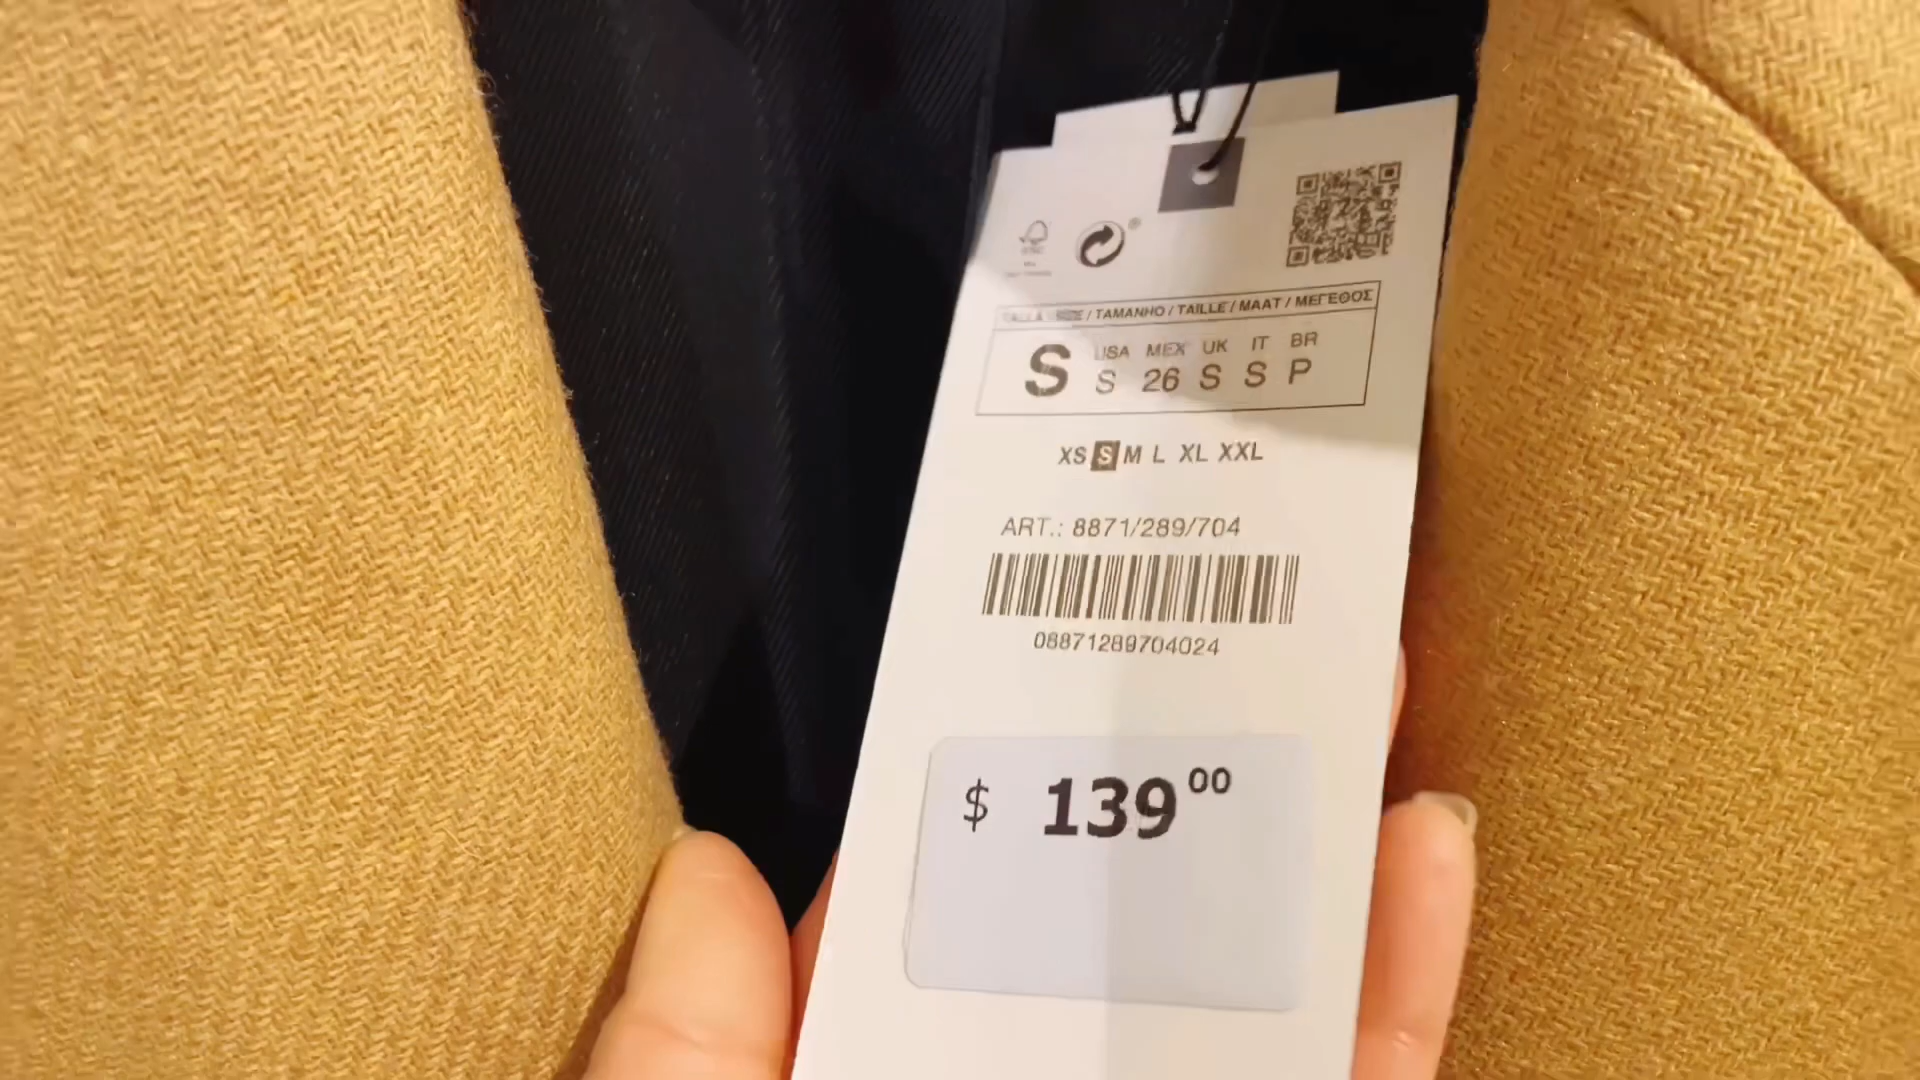 TALLA / SIZE / TAMANHO / TAILLE / MAAT / ΜΕΓΕΘΟΣ
S
USA MEX UK IT BR
S 26 S S P
XS S M L XL XXL
ART.: 8871/289/704
08871289704024
$ 139 00